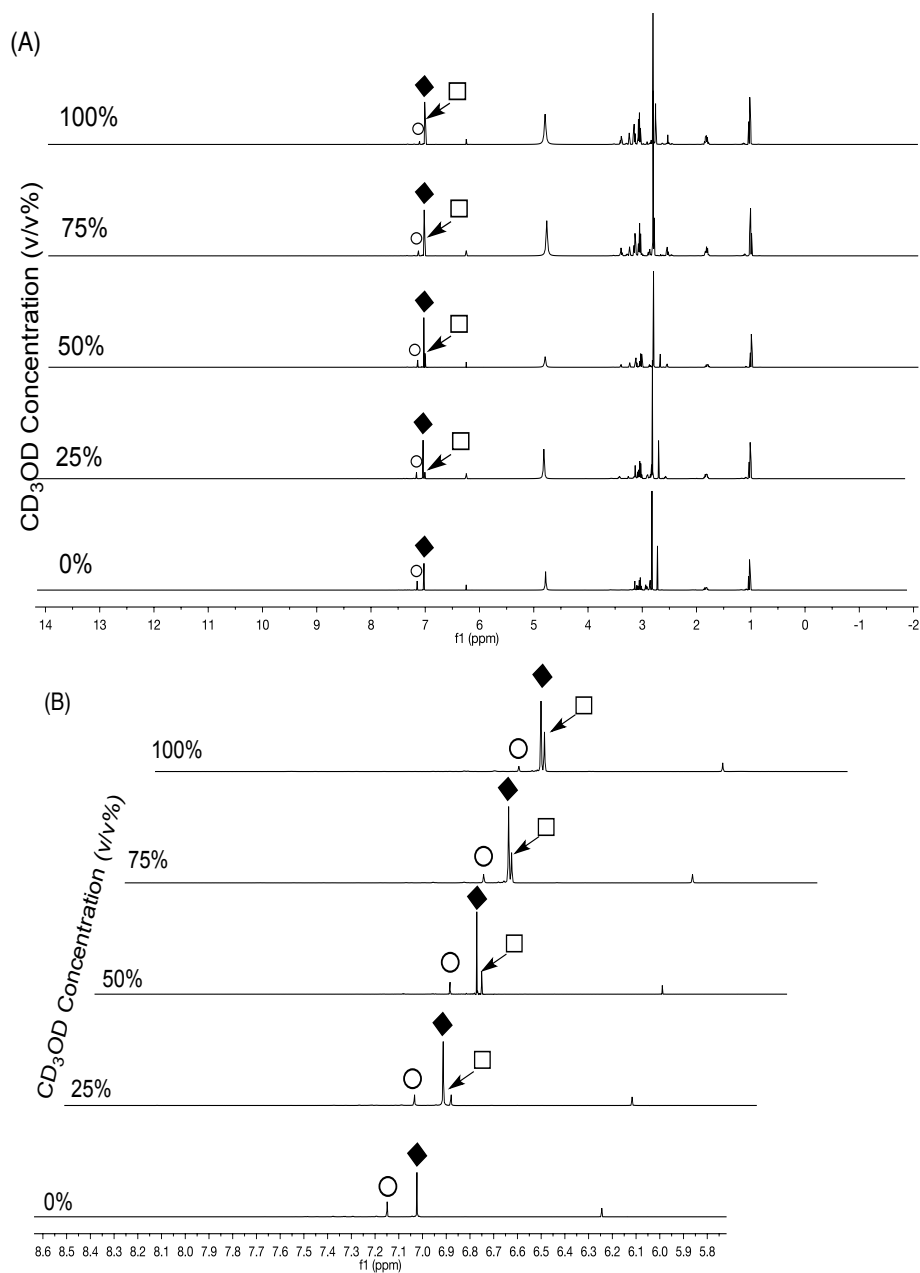 (A)
100%
75%
50%
25%
0%
CD₃OD Concentration (v/v%)
14 13 12 11 10 9 8 7 6 5 4 3 2 1 0 -1 -2
f1 (ppm)
(B)
100%
75%
50%
25%
0%
CD₃OD Concentration (v/v%)
8.6 8.5 8.4 8.3 8.2 8.1 8.0 7.9 7.8 7.7 7.6 7.5 7.4 7.3 7.2 7.1 7.0 6.9 6.8 6.7 6.6 6.5 6.4 6.3 6.2 6.1 6.0 5.9 5.8
f1 (ppm)